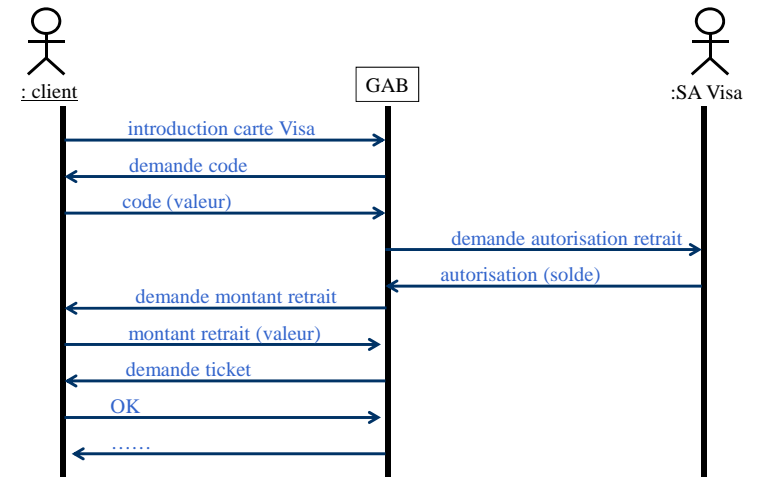 : client
GAB
:SA Visa
introduction carte Visa
demande code
code (valeur)
demande autorisation retrait
autorisation (solde)
demande montant retrait
montant retrait (valeur)
demande ticket
OK
……